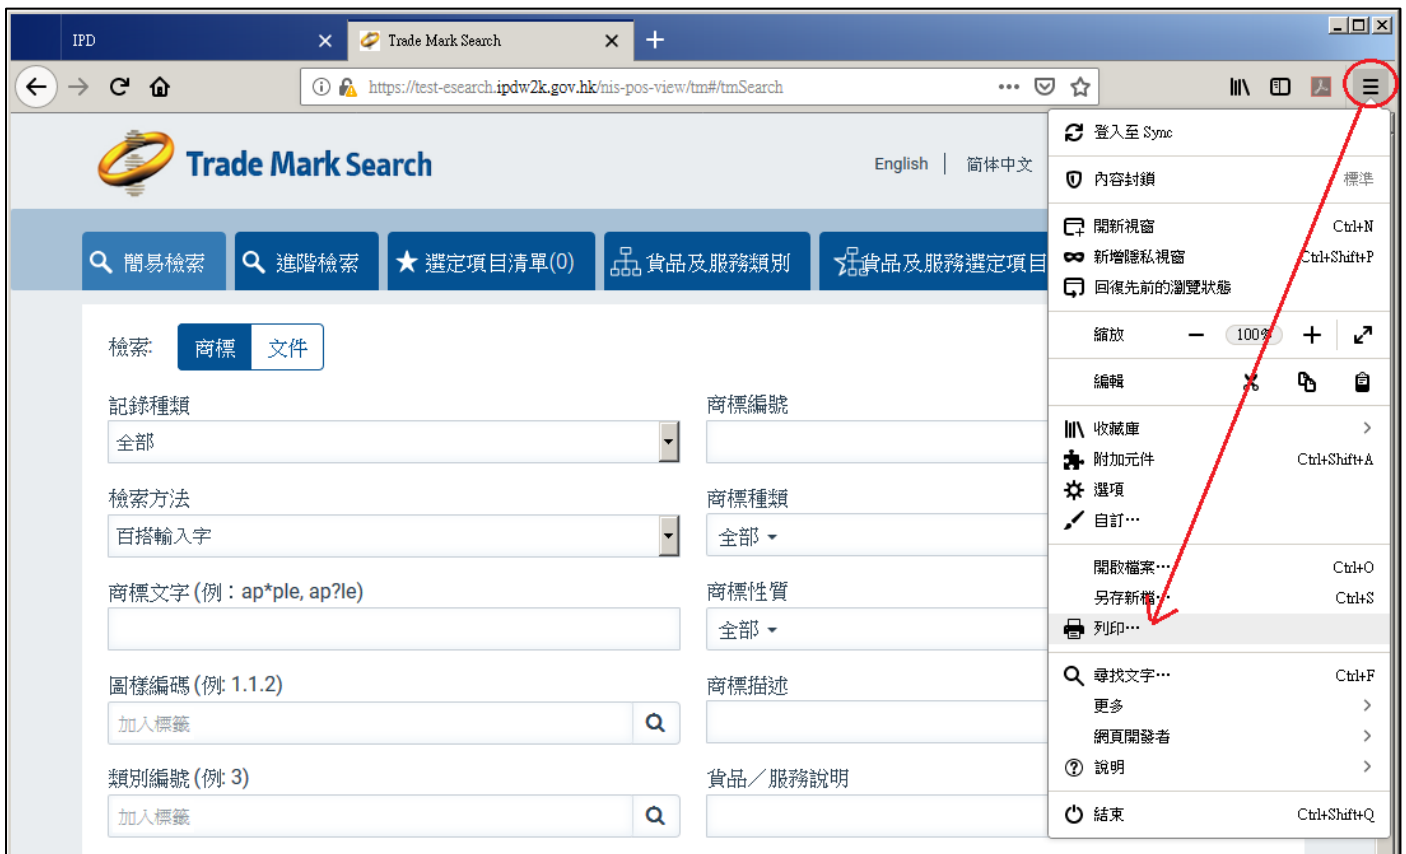 IPD
Trade Mark Search
https://test-esearch.ipdw2k.gov.hk/nis-pos-view/tm#/tmSearch
Trade Mark Search
English
简体中文
簡易檢索
進階檢索
選定項目清單(0)
貨品及服務類別
貨品及服務選定項目
檢索:
商標
文件
記錄種類
全部
商標編號
檢索方法
百搭輸入字
商標種類
全部
商標文字 (例：ap*ple, ap?le)
商標性質
全部
圖樣編碼 (例: 1.1.2)
加入標籤
商標描述
類別編號 (例: 3)
加入標籤
貨品／服務說明
登入至 Sync
內容封鎖 標準
開新視窗 Ctrl+N
新增隱私視窗 Ctrl+Shift+P
回復先前的瀏覽狀態
縮放 100%
編輯
收藏庫
附加元件 Ctrl+Shift+A
選項
自訂…
開啟檔案… Ctrl+O
另存新檔… Ctrl+S
列印…
尋找文字… Ctrl+F
更多
網頁開發者
說明
結束 Ctrl+Shift+Q